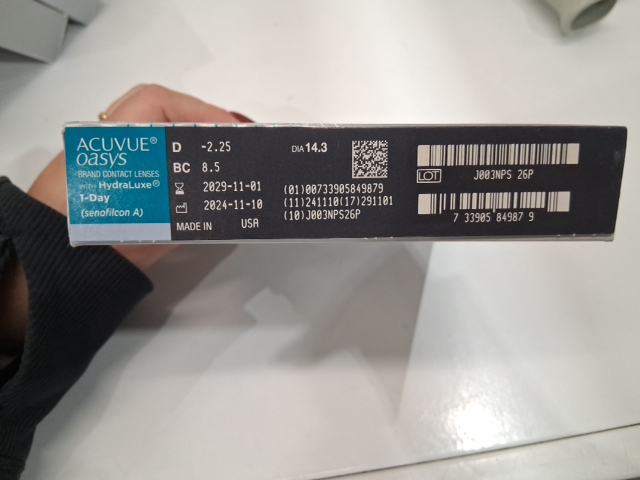 ACUVUE®
oasys
BRAND CONTACT LENSES
WITH HydraLuxe®
1-Day
(senofilcon A)
D -2.25
DIA 14.3
BC 8.5
2029-11-01
2024-11-10
MADE IN USA
(01)00733905849879
(11)241110(17)291101
(10)J003NPS26P
LOT J003NPS 26P
7 33905 84987 9